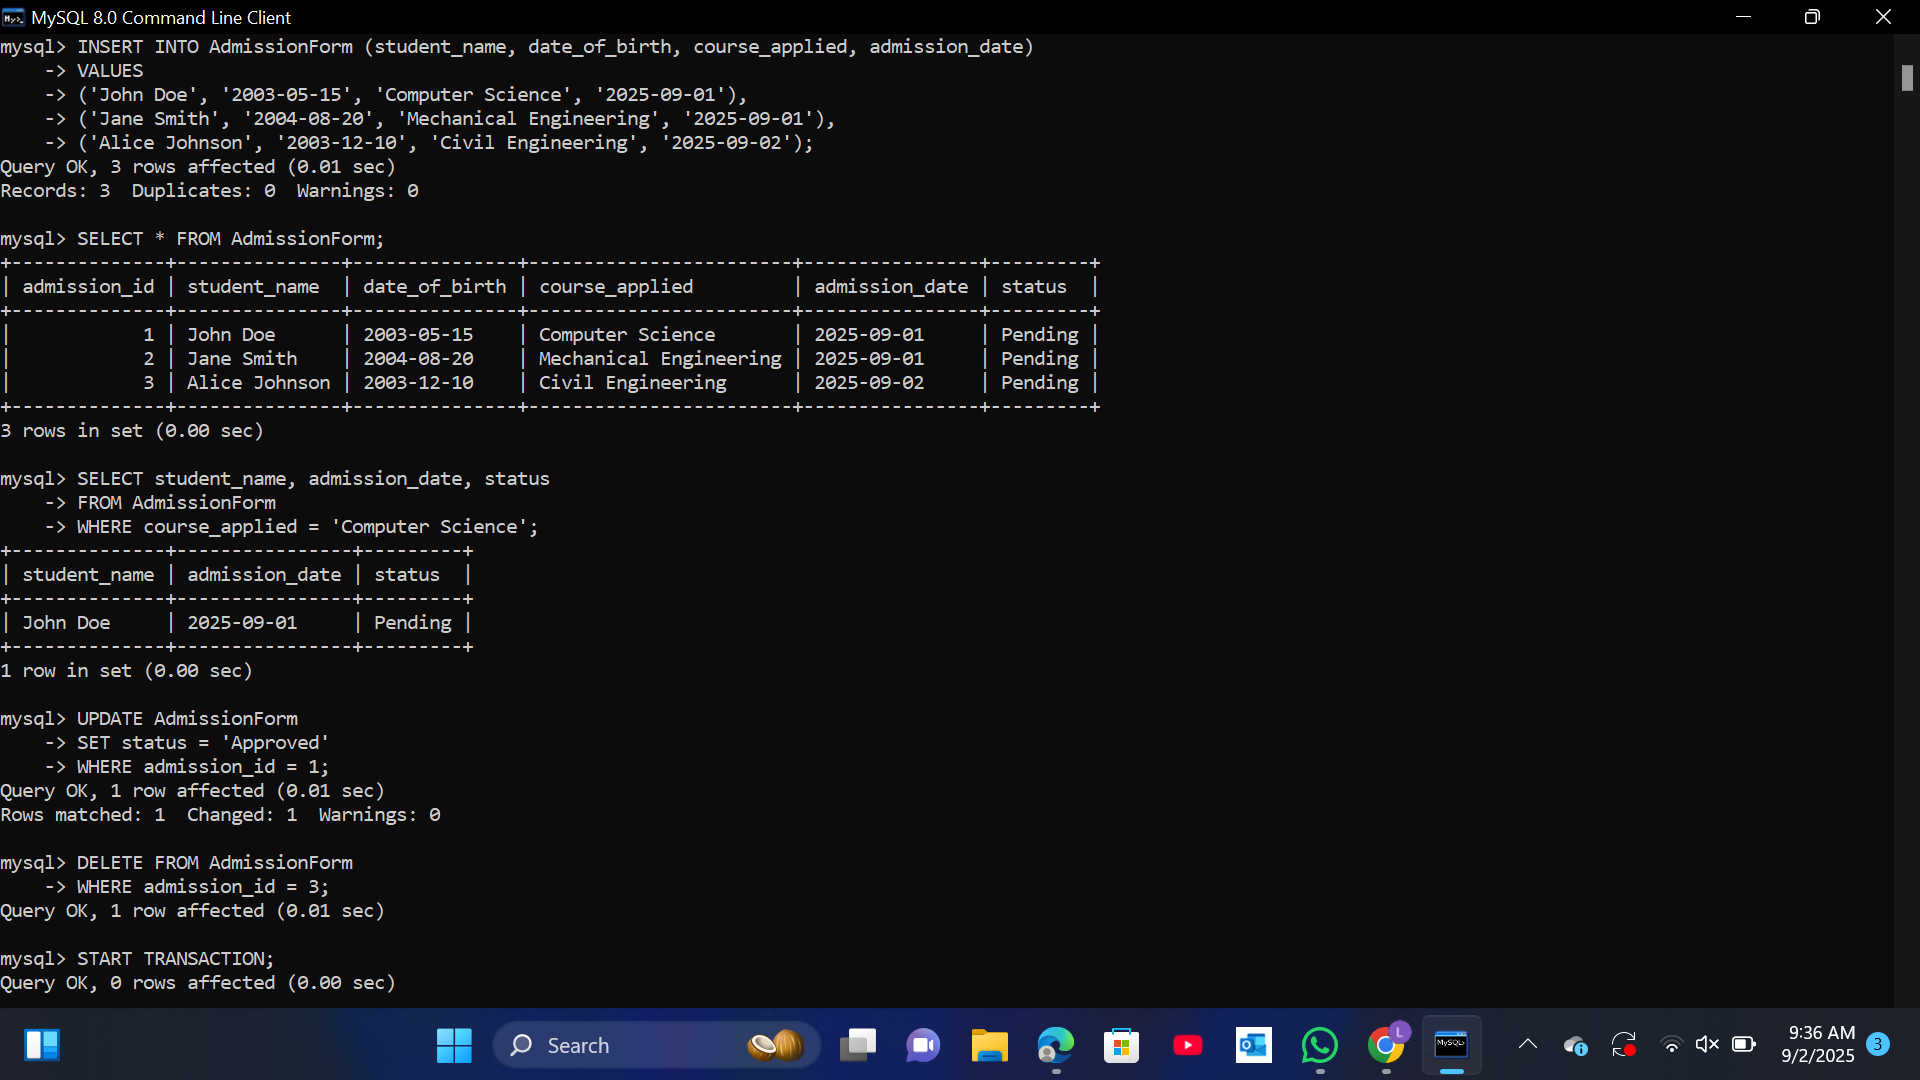 MySQL 8.0 Command Line Client
mysql> INSERT INTO AdmissionForm (student_name, date_of_birth, course_applied, admission_date)
    -> VALUES
    -> ('John Doe', '2003-05-15', 'Computer Science', '2025-09-01'),
    -> ('Jane Smith', '2004-08-20', 'Mechanical Engineering', '2025-09-01'),
    -> ('Alice Johnson', '2003-12-10', 'Civil Engineering', '2025-09-02');
Query OK, 3 rows affected (0.01 sec)
Records: 3  Duplicates: 0  Warnings: 0

mysql> SELECT * FROM AdmissionForm;
+--------------+---------------+---------------+------------------------+----------------+---------+
| admission_id | student_name  | date_of_birth | course_applied         | admission_date | status  |
+--------------+---------------+---------------+------------------------+----------------+---------+
|            1 | John Doe      | 2003-05-15    | Computer Science       | 2025-09-01     | Pending |
|            2 | Jane Smith    | 2004-08-20    | Mechanical Engineering | 2025-09-01     | Pending |
|            3 | Alice Johnson | 2003-12-10    | Civil Engineering      | 2025-09-02     | Pending |
+--------------+---------------+---------------+------------------------+----------------+---------+
3 rows in set (0.00 sec)

mysql> SELECT student_name, admission_date, status
    -> FROM AdmissionForm
    -> WHERE course_applied = 'Computer Science';
+--------------+----------------+---------+
| student_name | admission_date | status  |
+--------------+----------------+---------+
| John Doe     | 2025-09-01     | Pending |
+--------------+----------------+---------+
1 row in set (0.00 sec)

mysql> UPDATE AdmissionForm
    -> SET status = 'Approved'
    -> WHERE admission_id = 1;
Query OK, 1 row affected (0.01 sec)
Rows matched: 1  Changed: 1  Warnings: 0

mysql> DELETE FROM AdmissionForm
    -> WHERE admission_id = 3;
Query OK, 1 row affected (0.01 sec)

mysql> START TRANSACTION;
Query OK, 0 rows affected (0.00 sec)
Search
L
MySQL
9:36 AM
9/2/2025
3